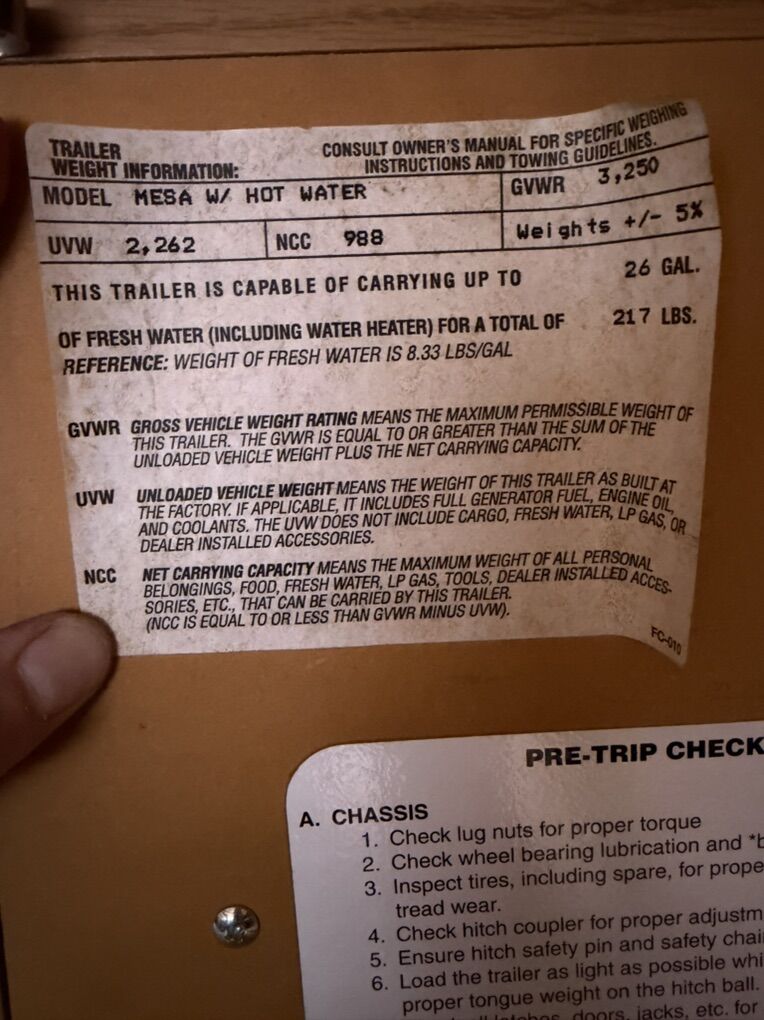 TRAILER
WEIGHT INFORMATION:
CONSULT OWNER'S MANUAL FOR SPECIFIC WEIGHING
INSTRUCTIONS AND TOWING GUIDELINES.
MODEL MESA W/ HOT WATER
GVWR 3,250
UVW 2,262
NCC 988
Weights +/- 5%
THIS TRAILER IS CAPABLE OF CARRYING UP TO 26 GAL.
OF FRESH WATER (INCLUDING WATER HEATER) FOR A TOTAL OF 217 LBS.
REFERENCE: WEIGHT OF FRESH WATER IS 8.33 LBS/GAL
GVWR GROSS VEHICLE WEIGHT RATING MEANS THE MAXIMUM PERMISSIBLE WEIGHT OF
THIS TRAILER. THE GVWR IS EQUAL TO OR GREATER THAN THE SUM OF THE
UNLOADED VEHICLE WEIGHT PLUS THE NET CARRYING CAPACITY.
UVW UNLOADED VEHICLE WEIGHT MEANS THE WEIGHT OF THIS TRAILER AS BUILT AT
THE FACTORY. IF APPLICABLE, IT INCLUDES FULL GENERATOR FUEL, ENGINE OIL,
AND COOLANTS. THE UVW DOES NOT INCLUDE CARGO, FRESH WATER, LP GAS, OR
DEALER INSTALLED ACCESSORIES.
NCC NET CARRYING CAPACITY MEANS THE MAXIMUM WEIGHT OF ALL PERSONAL
BELONGINGS, FOOD, FRESH WATER, LP GAS, TOOLS, DEALER INSTALLED ACCES-
SORIES, ETC., THAT CAN BE CARRIED BY THIS TRAILER.
(NCC IS EQUAL TO OR LESS THAN GVWR MINUS UVW).
FC-010
PRE-TRIP CHECK
A. CHASSIS
1. Check lug nuts for proper torque
2. Check wheel bearing lubrication and
3. Inspect tires, including spare, for prope
tread wear.
4. Check hitch coupler for proper adjustm
5. Ensure hitch safety pin and safety chai
6. Load the trailer as light as possible whi
proper tongue weight on the hitch ball.
doors, jacks, etc. for